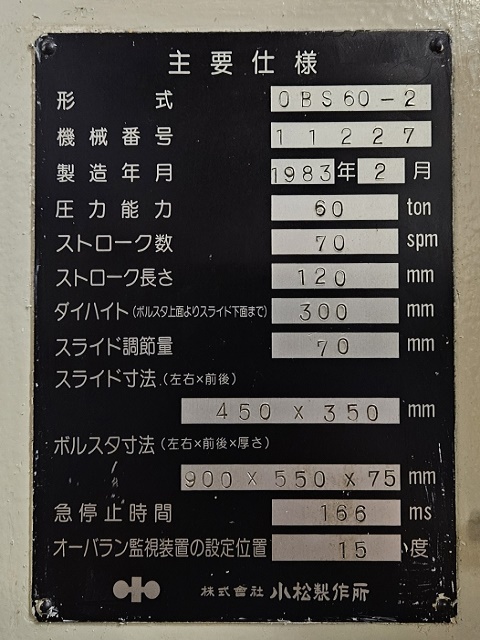 主要仕様
形式 OBS60-2
機械番号 11227
製造年月 1983年2月
圧力能力 60 ton
ストローク数 70 spm
ストローク長さ 120 mm
ダイハイト(ボルスタ上面よりスライド下面まで) 300 mm
スライド調節量 70 mm
スライド寸法(左右×前後)
450 × 350 mm
ボルスタ寸法(左右×前後×厚さ)
900 × 550 × 75 mm
急停止時間 166 ms
オーバラン監視装置の設定位置 15 度
株式會社 小松製作所